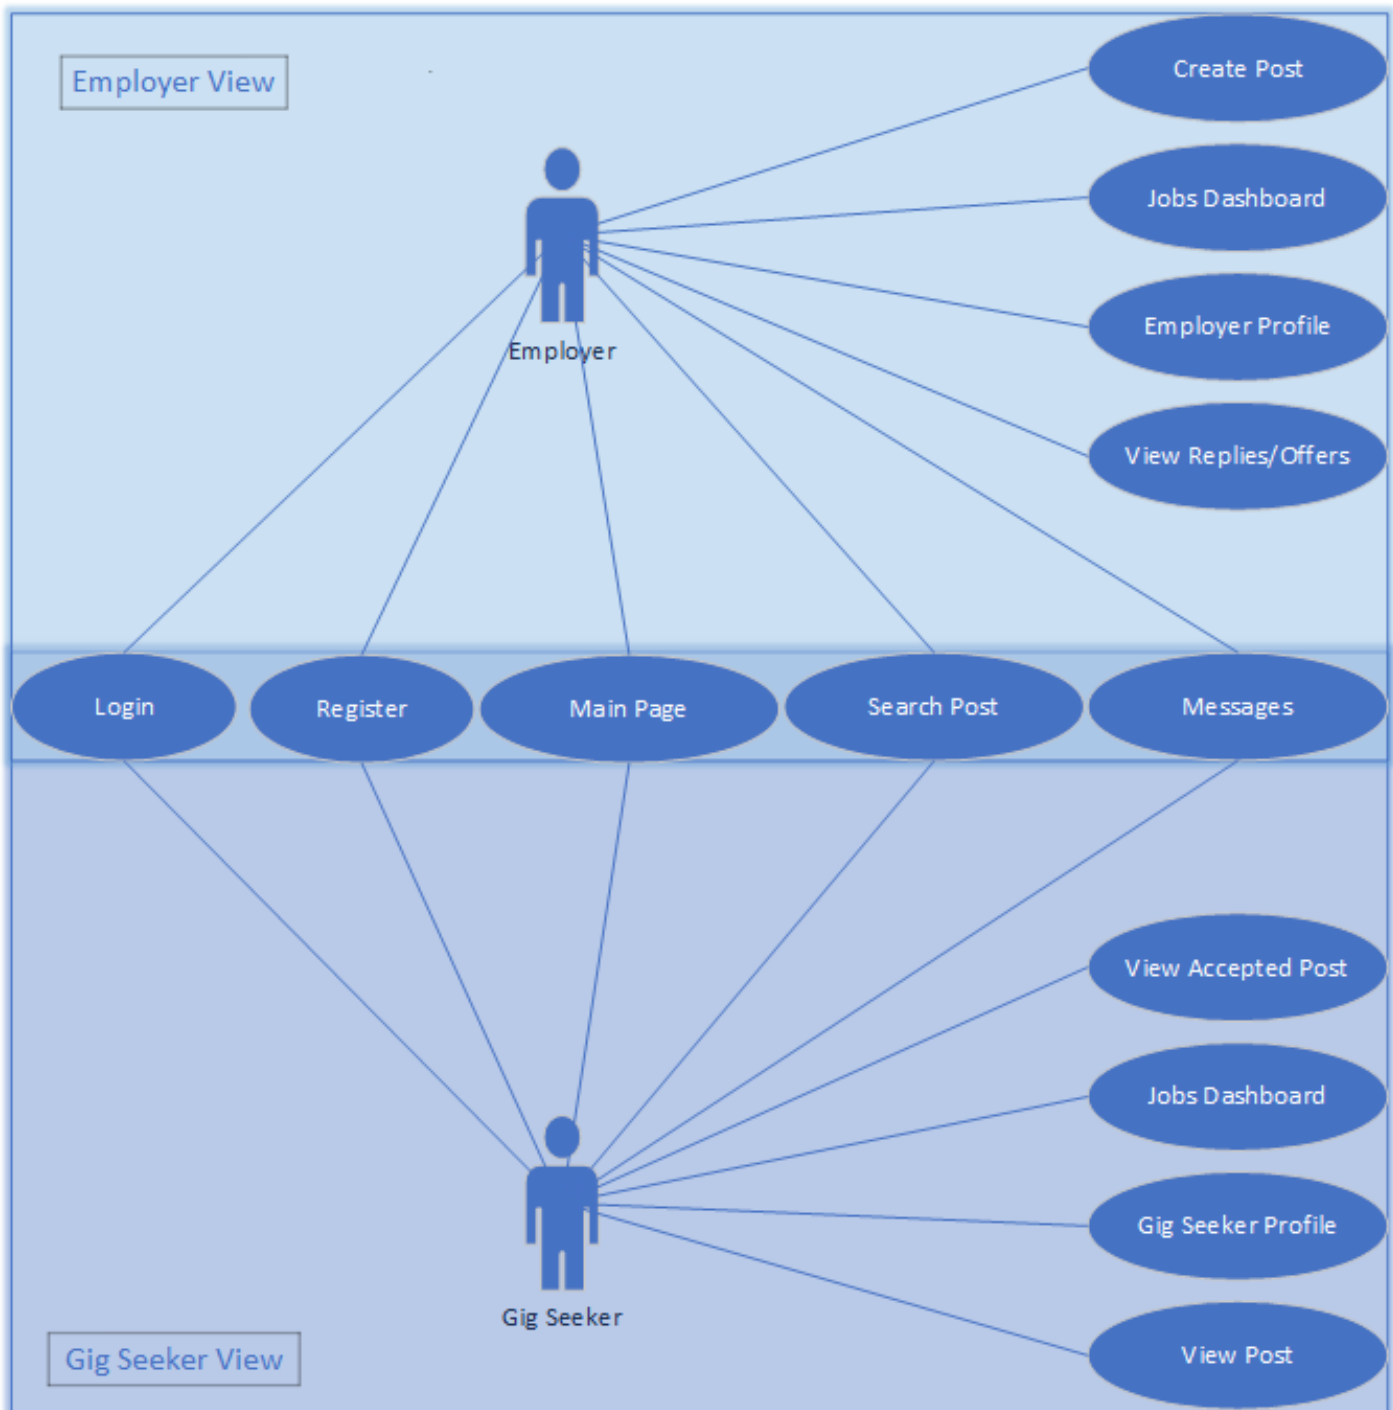 Employer View
Create Post
Jobs Dashboard
Employer Profile
Employer
View Replies/Offers
Login
Register
Main Page
Search Post
Messages
View Accepted Post
Jobs Dashboard
Gig Seeker Profile
Gig Seeker
View Post
Gig Seeker View